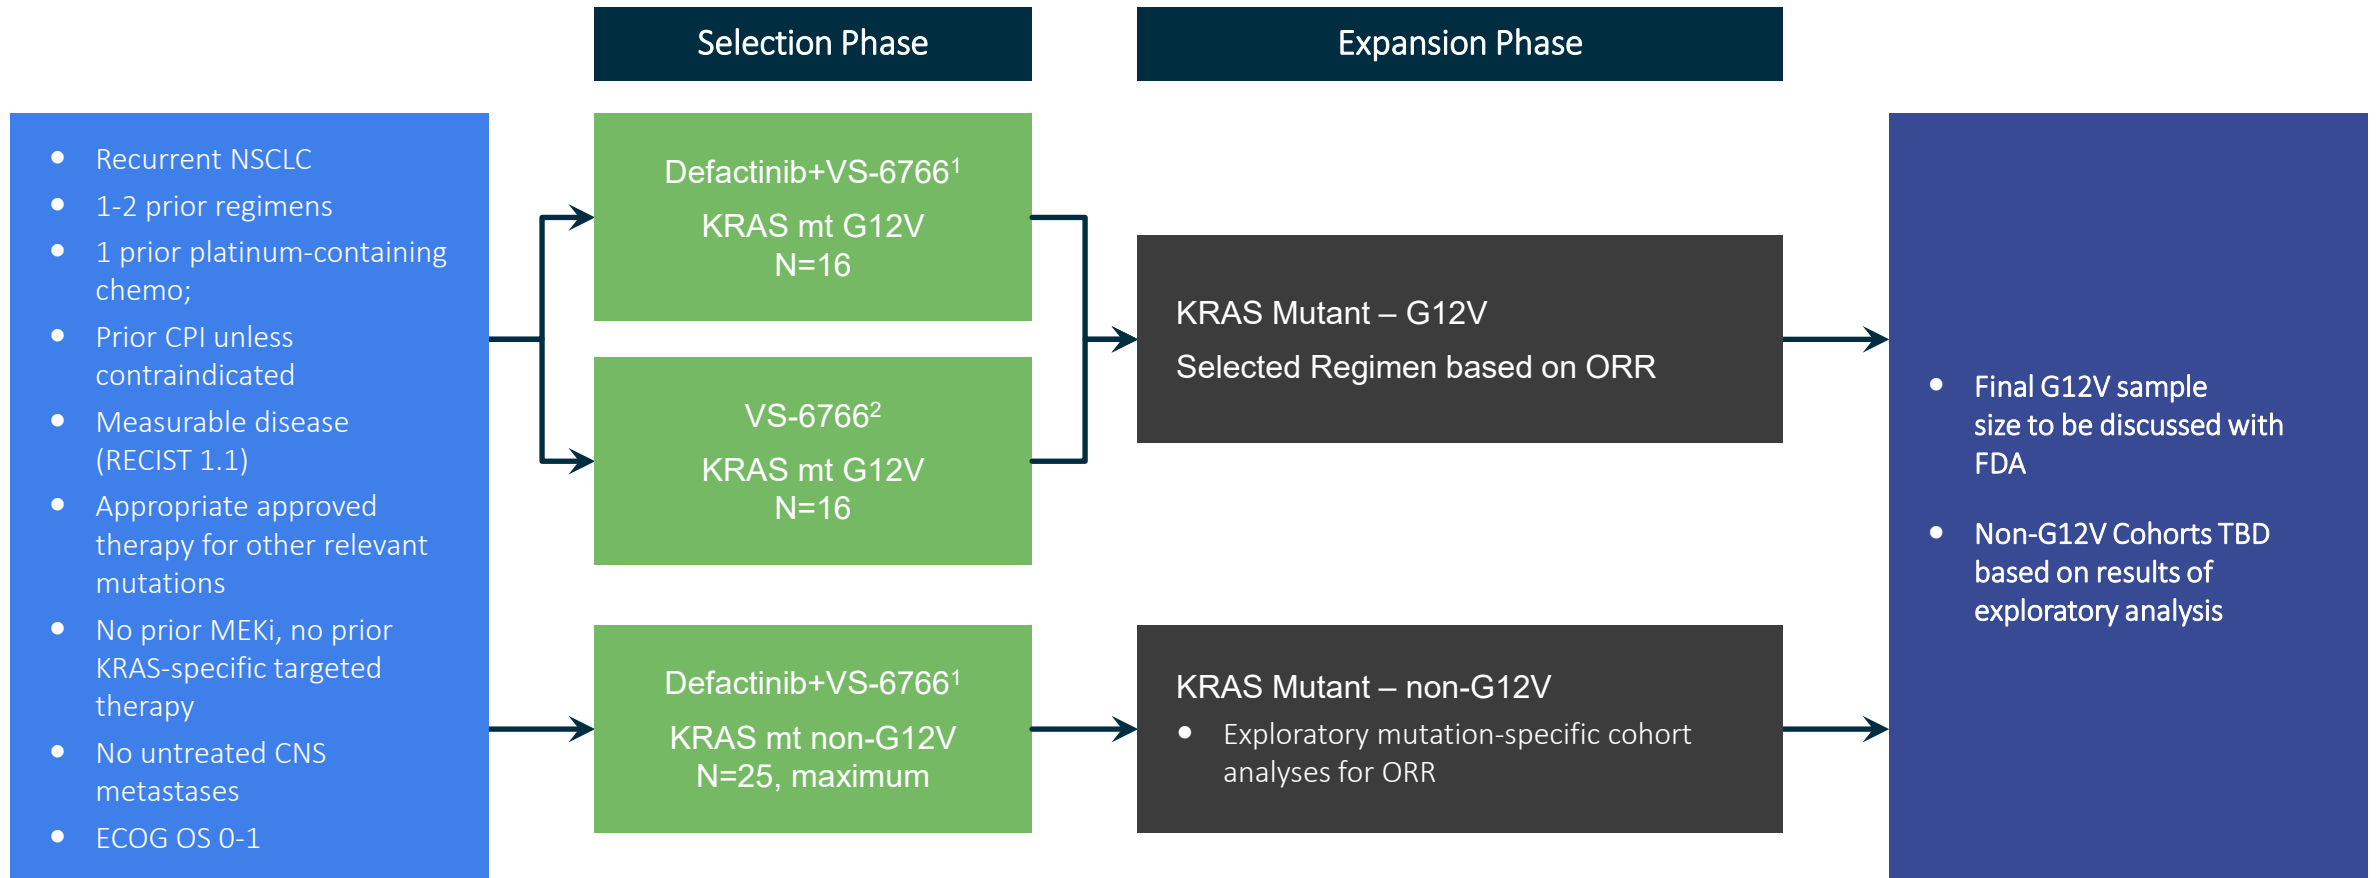 Selection Phase
Expansion Phase
● Recurrent NSCLC
● 1-2 prior regimens
● 1 prior platinum-containing
chemo;
● Prior CPI unless
contraindicated
● Measurable disease
(RECIST 1.1)
● Appropriate approved
therapy for other relevant
mutations
● No prior MEKi, no prior
KRAS-specific targeted
therapy
● No untreated CNS
metastases
● ECOG OS 0-1
Defactinib+VS-6766¹
KRAS mt G12V
N=16
VS-6766²
KRAS mt G12V
N=16
Defactinib+VS-6766¹
KRAS mt non-G12V
N=25, maximum
KRAS Mutant – G12V
Selected Regimen based on ORR
KRAS Mutant – non-G12V
● Exploratory mutation-specific cohort
analyses for ORR
● Final G12V sample
size to be discussed with
FDA
● Non-G12V Cohorts TBD
based on results of
exploratory analysis